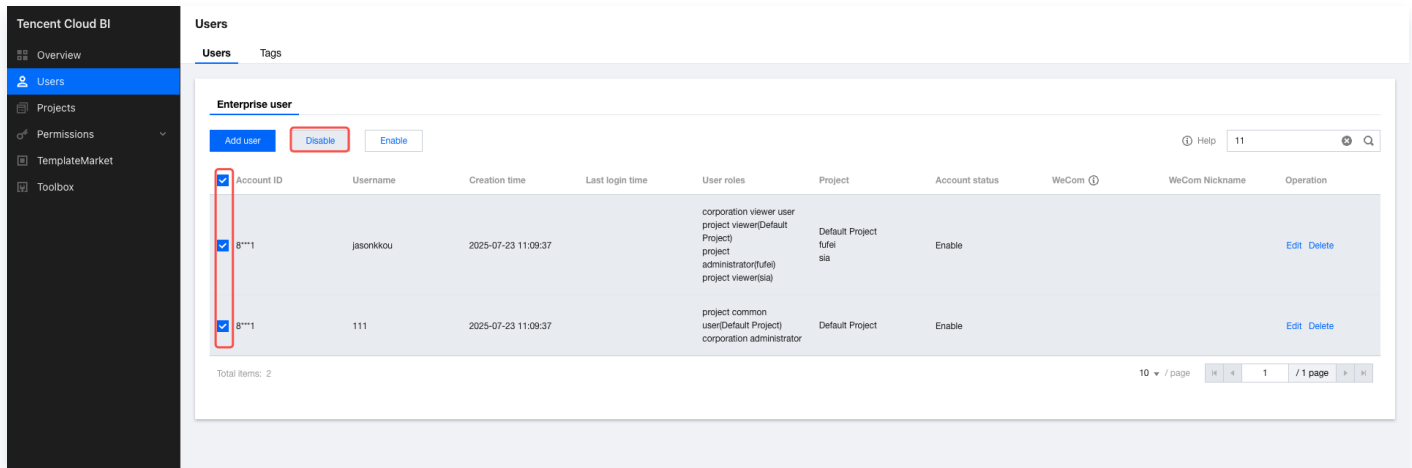 Tencent Cloud BI
Overview
Users
Projects
Permissions
TemplateMarket
Toolbox
Users
Users Tags
Enterprise user
Add user Disable Enable Help 11
Account ID Username Creation time Last login time User roles Project Account status WeCom WeCom Nickname Operation
corporation viewer user
project viewer(Default
Project)
project
administrator(fufei)
project viewer(sia)
Default Project
fufei
sia
8***1 jasonkkou 2025-07-23 11:09:37 Enable Edit Delete
project common
user(Default Project)
corporation administrator
8***1 111 2025-07-23 11:09:37 Default Project Enable Edit Delete
Total items: 2 10 / page 1 / 1 page